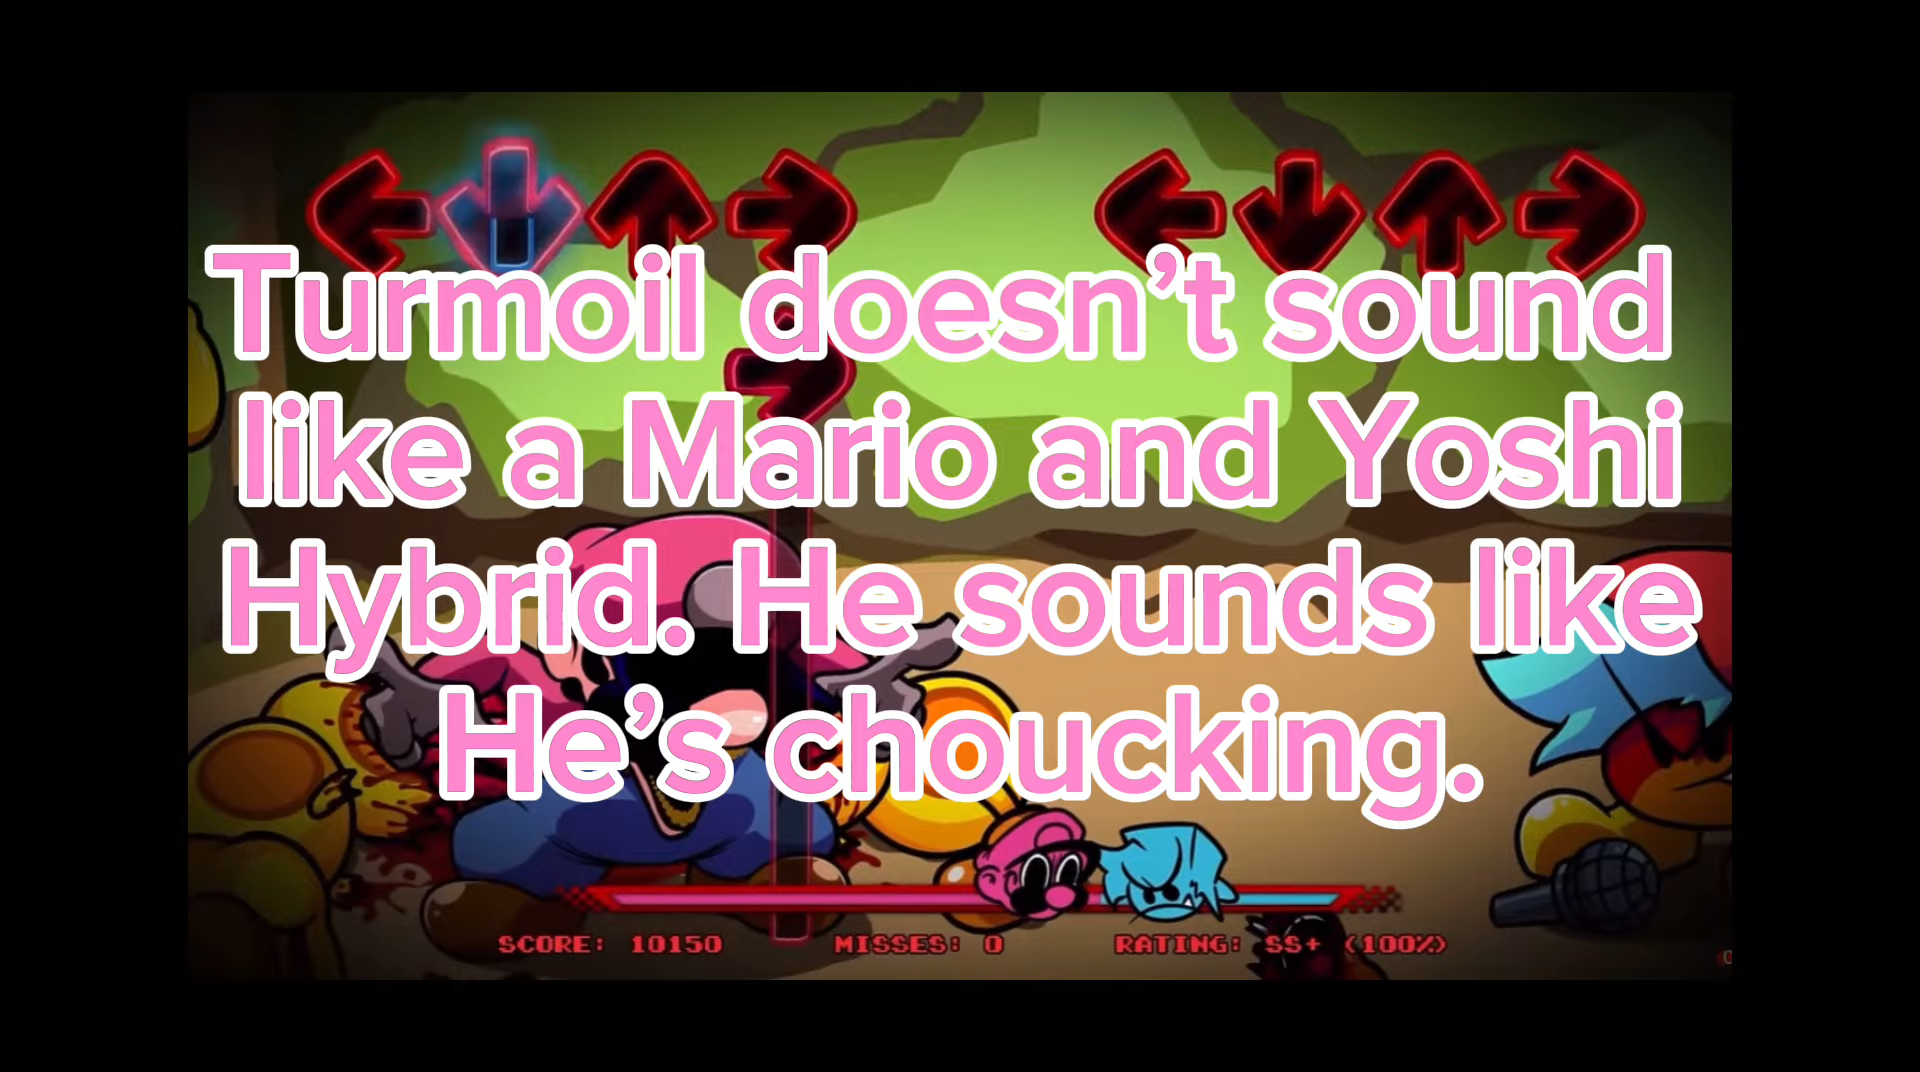 Turmoil doesn’t sound
like a Mario and Yoshi
Hybrid. He sounds like
He’s choucking.
SCORE: 10150 MISSES: 0 RATING: SS+ (100%)